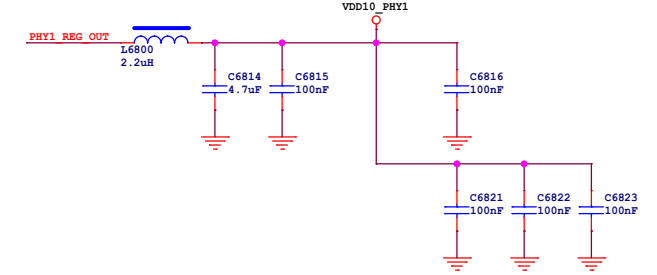 VDD10_PHY1
PHY1_REG_OUT
L6800
2.2uH
C6814
4.7uF
C6815
100nF
C6816
100nF
C6821
100nF
C6822
100nF
C6823
100nF